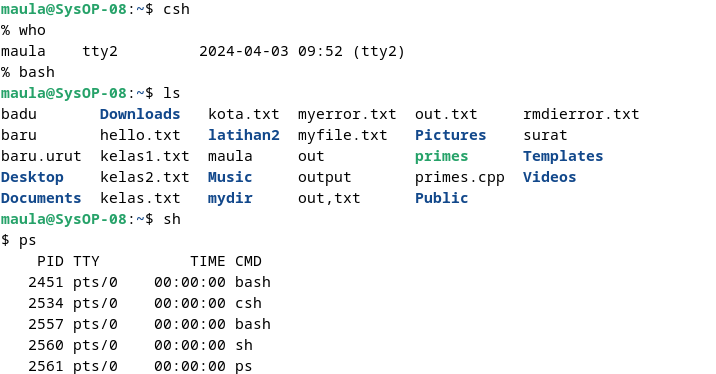 maula@SysOP-08:~$ csh
% who
maula    tty2         2024-04-03 09:52 (tty2)
% bash
maula@SysOP-08:~$ ls
badu       Downloads   kota.txt  myerror.txt  out.txt     rmdierror.txt
baru       hello.txt   latihan2  myfile.txt   Pictures    surat
baru.urut  kelas1.txt  maula     out          primes      Templates
Desktop    kelas2.txt  Music     output       primes.cpp  Videos
Documents  kelas.txt   mydir     out,txt      Public
maula@SysOP-08:~$ sh
$ ps
    PID TTY          TIME CMD
   2451 pts/0    00:00:00 bash
   2534 pts/0    00:00:00 csh
   2557 pts/0    00:00:00 bash
   2560 pts/0    00:00:00 sh
   2561 pts/0    00:00:00 ps